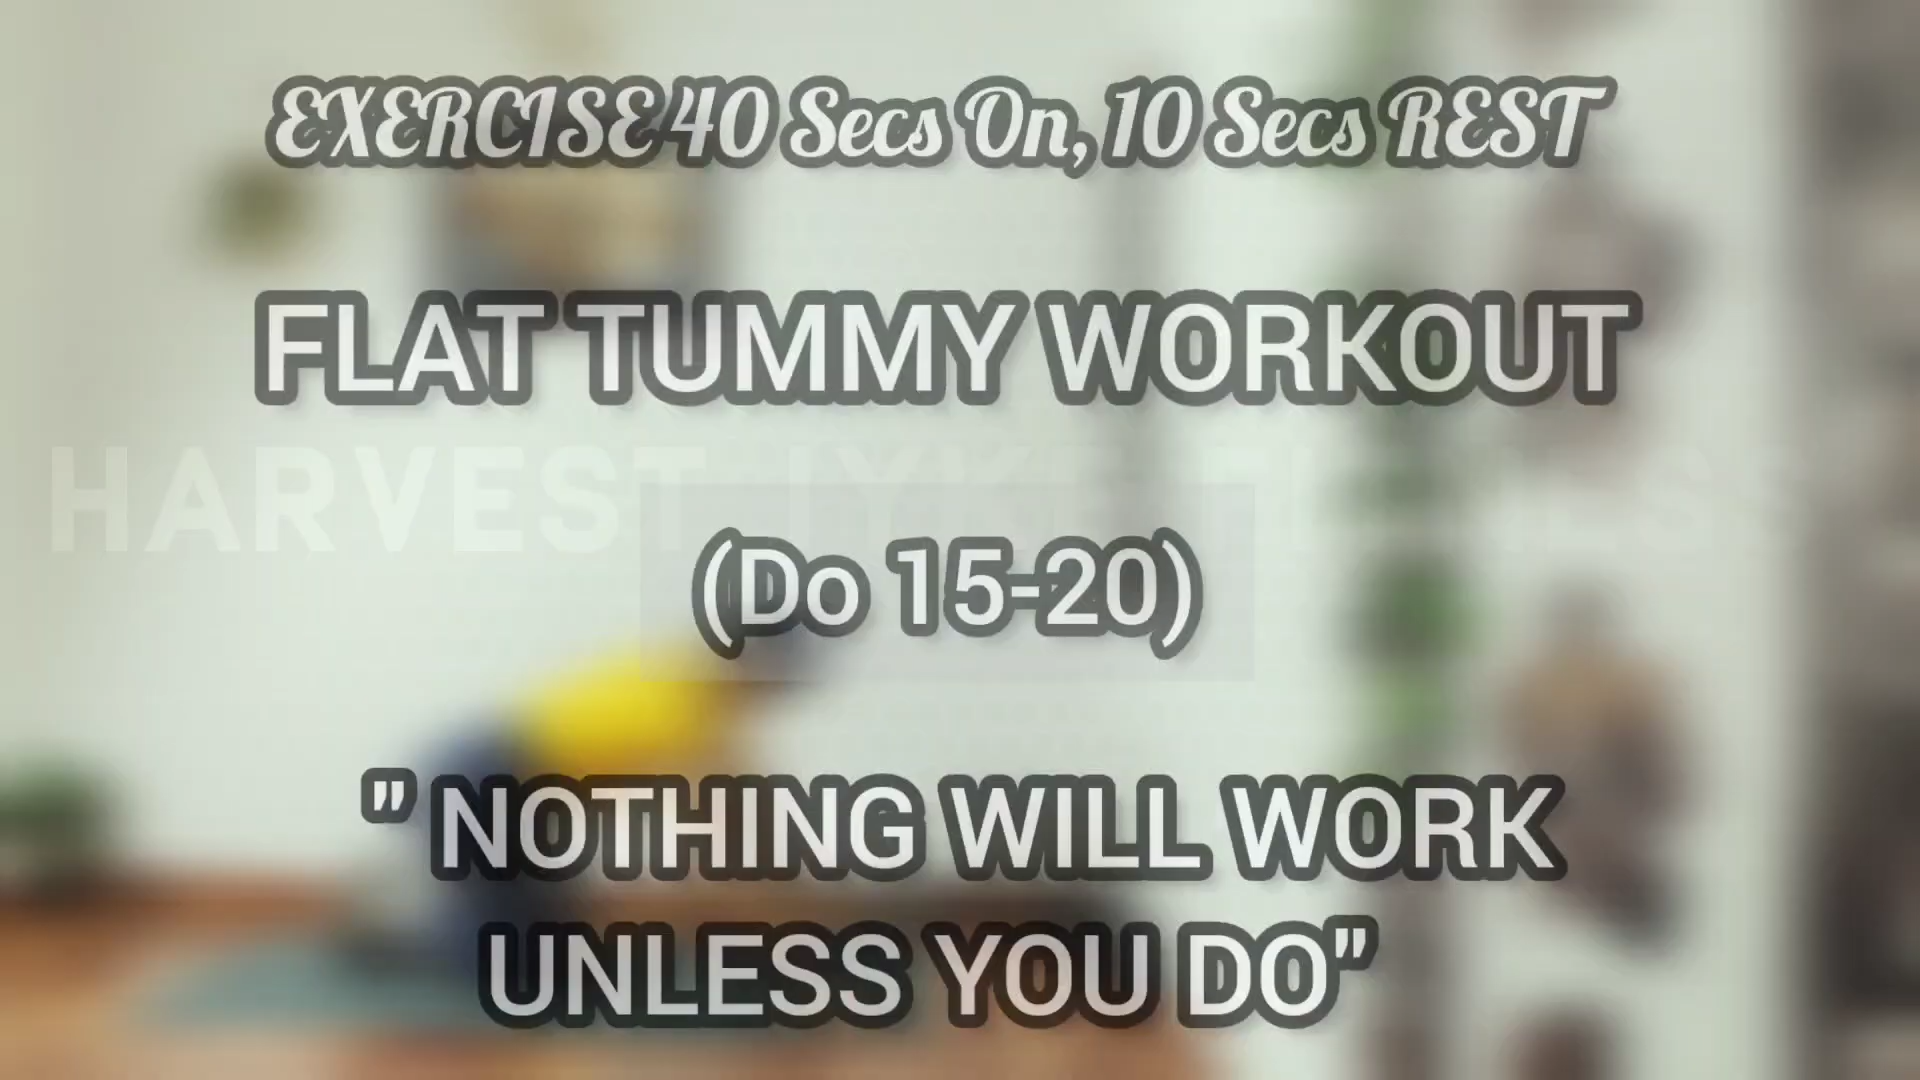 EXERCISE 40 Secs On, 10 Secs REST
FLAT TUMMY WORKOUT
HARVEST
(Do 15-20)
" NOTHING WILL WORK
UNLESS YOU DO"